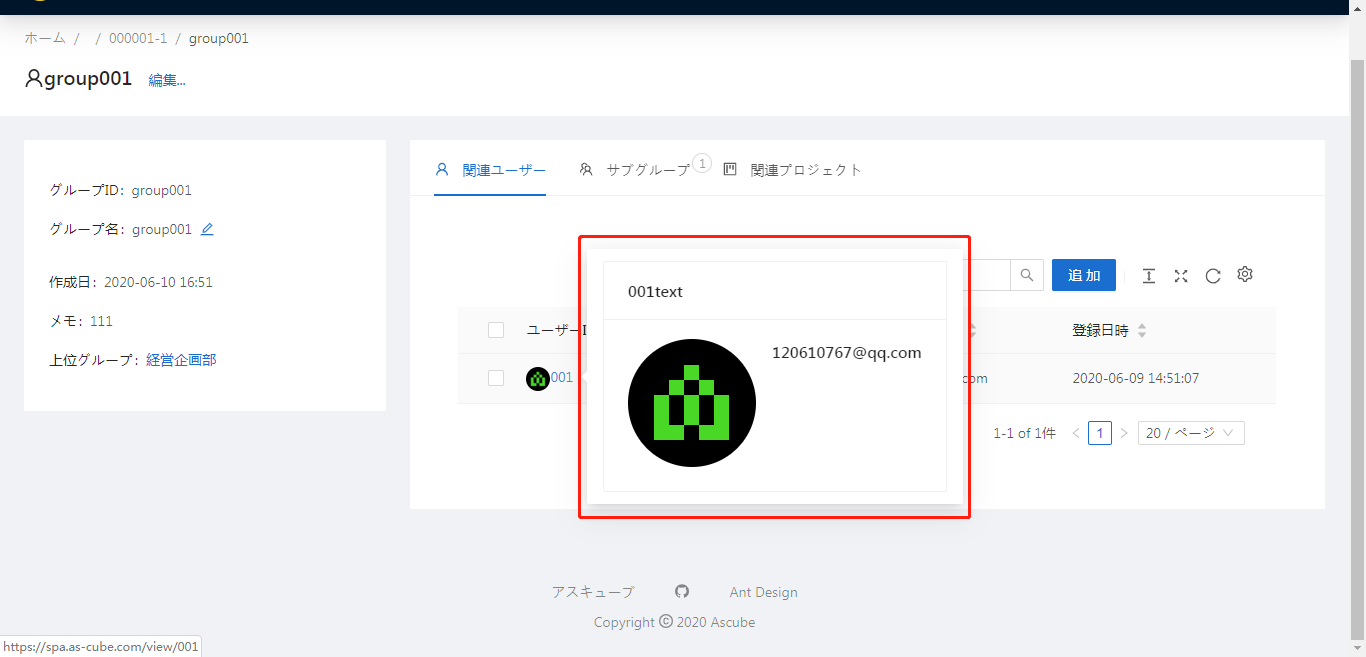 ホーム / / 000001-1 / group001
group001 編集...
グループID: group001
グループ名: group001
作成日: 2020-06-10 16:51
メモ: 111
上位グループ: 経営企画部
関連ユーザー サブグループ 1 関連プロジェクト
追加
ユーザーI 登録日時
001 com 2020-06-09 14:51:07
001text
120610767@qq.com
1-1 of 1件 < 1 > 20 / ページ
アスキューブ Ant Design
Copyright © 2020 Ascube
https://spa.as-cube.com/view/001